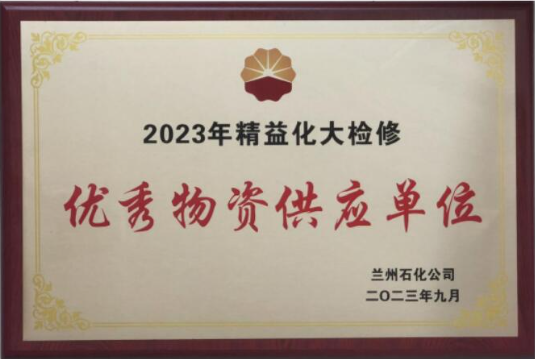 2023年精益化大检修
优秀物资供应单位
兰州石化公司
二〇二三年九月